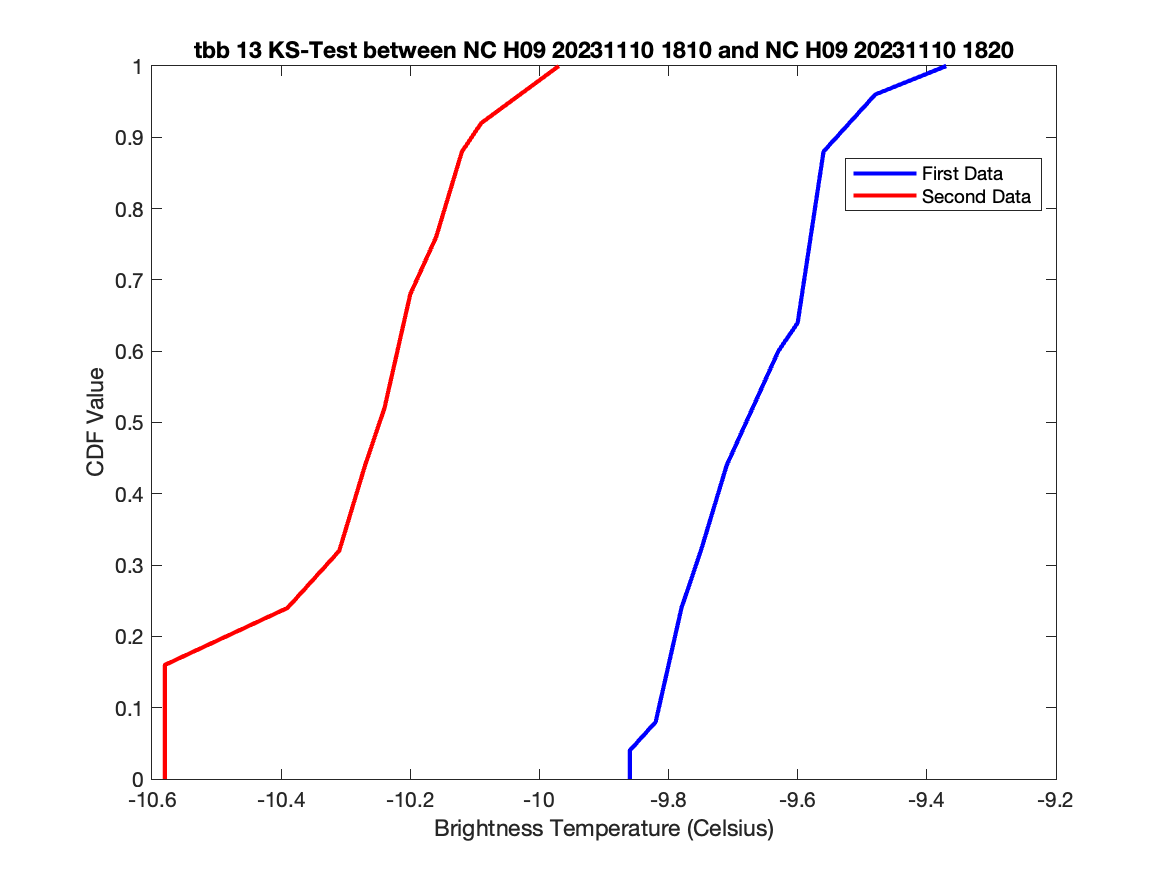 tbb 13 KS-Test between NC H09 20231110 1810 and NC H09 20231110 1820
1
0.9
0.8
0.7
0.6
0.5
0.4
0.3
0.2
0.1
0
CDF Value
First Data
Second Data
-10.6 -10.4 -10.2 -10 -9.8 -9.6 -9.4 -9.2
Brightness Temperature (Celsius)